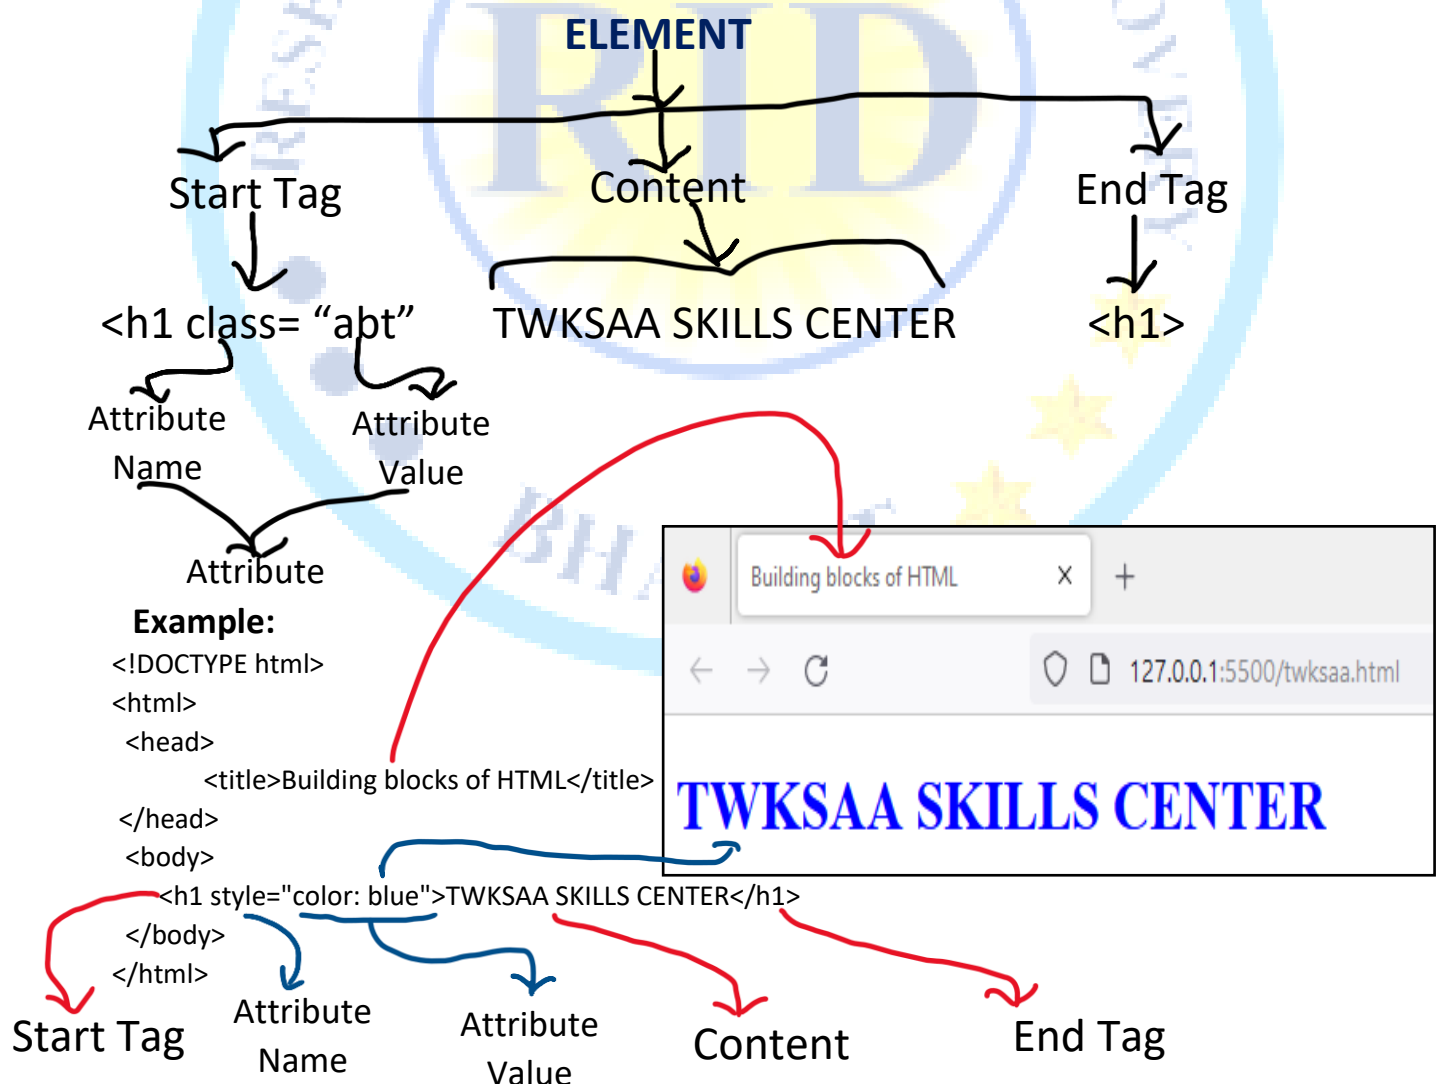 ELEMENT
Start Tag Content End Tag
<h1 class= “abt” TWKSAA SKILLS CENTER <h1>
Attribute Attribute
Name Value
Attribute
Example:
<!DOCTYPE html>
<html>
<head>
<title>Building blocks of HTML</title>
</head>
<body>
<h1 style="color: blue">TWKSAA SKILLS CENTER</h1>
</body>
</html>
Start Tag
Attribute
Name
Attribute
Value
Content
End Tag
Building blocks of HTML
127.0.0.1:5500/twksaa.html
TWKSAA SKILLS CENTER
RID